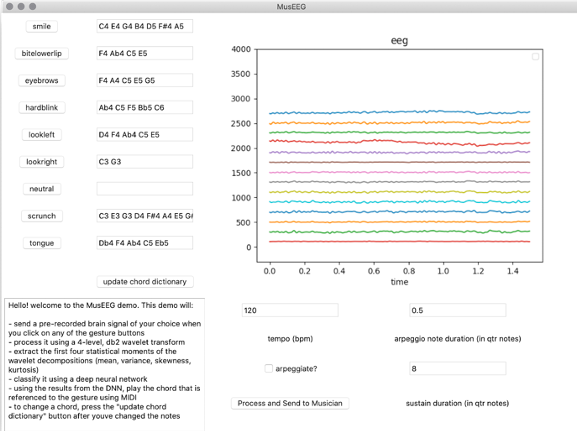 MusEEG
smile
C4 E4 G4 B4 D5 F#4 A5
bitelowerlip
F4 Ab4 C5 E5
eyebrows
F4 A4 C5 E5 G5
hardblink
Ab4 C5 F5 Bb5 C6
lookleft
D4 F4 Ab4 C5 E5
lookright
C3 G3
neutral
scrunch
C3 E3 G3 D4 F#4 A4 E5 G
tongue
Db4 F4 Ab4 C5 Eb5
update chord dictionary
Hello! welcome to the MusEEG demo. This demo will:
- send a pre-recorded brain signal of your choice when
you click on any of the gesture buttons
- process it using a 4-level, db2 wavelet transform
- extract the first four statistical moments of the
wavelet decompositions (mean, variance, skewness,
kurtosis)
- classify it using a deep neural network
- using the results from the DNN, play the chord that is
referenced to the gesture using MIDI
- to change a chord, press the "update chord
dictionary" button after youve changed the notes
eeg
4000
3500
3000
2500
2000
1500
1000
500
0
0.0 0.2 0.4 0.6 0.8 1.0 1.2 1.4
time
120
0.5
tempo (bpm)
arpeggio note duration (in qtr notes)
arpeggiate?
8
Process and Send to Musician
sustain duration (in qtr notes)